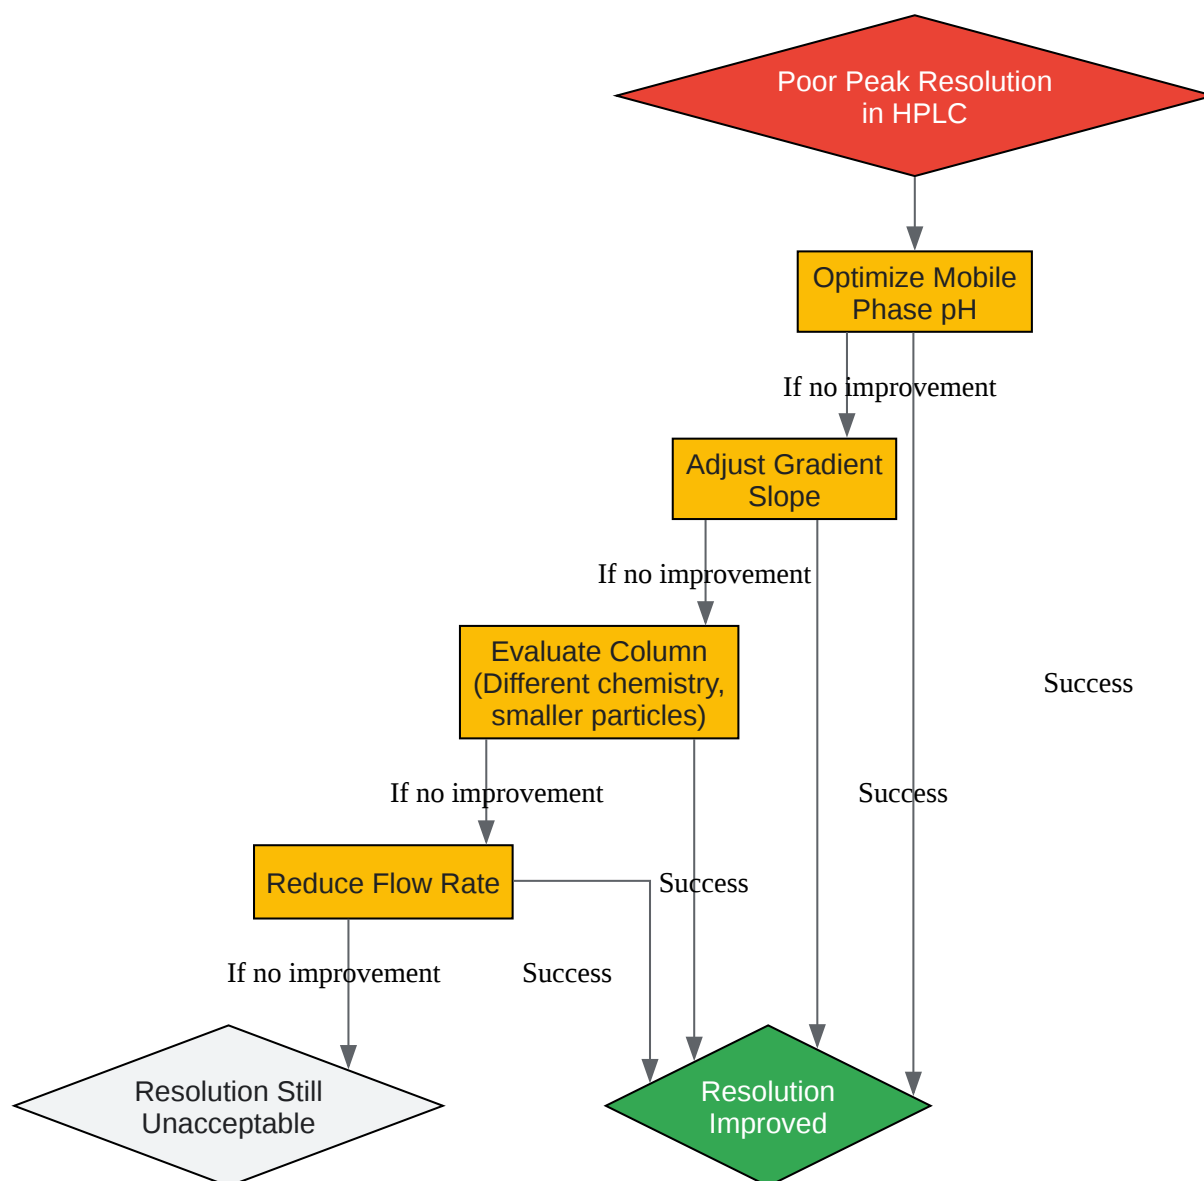 Poor Peak Resolution
in HPLC
Optimize Mobile
Phase pH
If no improvement
Adjust Gradient
Slope
If no improvement
Evaluate Column
(Different chemistry,
smaller particles)
Success
If no improvement
Success
Reduce Flow Rate
Success
If no improvement
Success
Resolution Still
Unacceptable
Resolution
Improved